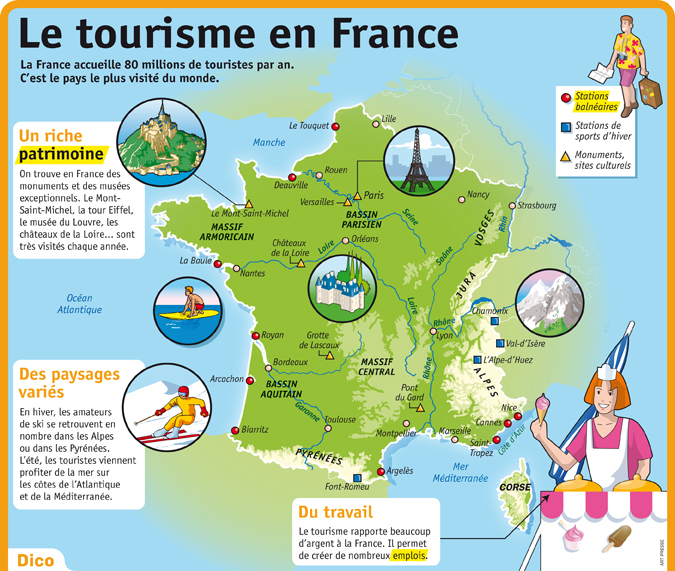 Le tourisme en France
La France accueille 80 millions de touristes par an.
C'est le pays le plus visité du monde.
Stations
balnéaires
Stations de
sports d'hiver
Monuments,
sites culturels
Un riche
patrimoine
On trouve en France des
monuments et des musées
exceptionnels. Le Mont-
Saint-Michel, la tour Eiffel,
le musée du Louvre, les
châteaux de la Loire... sont
très visités chaque année.
Des paysages
variés
En hiver, les amateurs
de ski se retrouvent en
nombre dans les Alpes
ou dans les Pyrénées.
L'été, les touristes viennent
profiter de la mer sur
les côtes de l'Atlantique
et de la Méditerranée.
Manche
Le Touquet
Lille
Deauville
Rouen
Versailles
Paris
BASSIN
PARISIEN
Seine
Nancy
Strasbourg
VOSGES
Rhin
Le Mont-Saint-Michel
MASSIF
ARMORICAIN
Châteaux
de la Loire
Loire
Orléans
La Baule
Nantes
Océan
Atlantique
Saône
JURA
Loire
Rhône
Lyon
Chamonix
Val-d'Isère
L'Alpe-d'Huez
ALPES
Royan
Bordeaux
Grotte
de Lascaux
MASSIF
CENTRAL
Rhône
Arcachon
BASSIN
AQUITAIN
Garonne
Pont
du Gard
Biarritz
Toulouse
Montpellier
Marseille
Nice
Cannes
Saint-
Tropez
Côte d'Azur
PYRÉNÉES
Font-Romeu
Argelès
Mer
Méditerranée
CORSE
Du travail
Le tourisme rapporte beaucoup
d'argent à la France. Il permet
de créer de nombreux emplois.
Dico